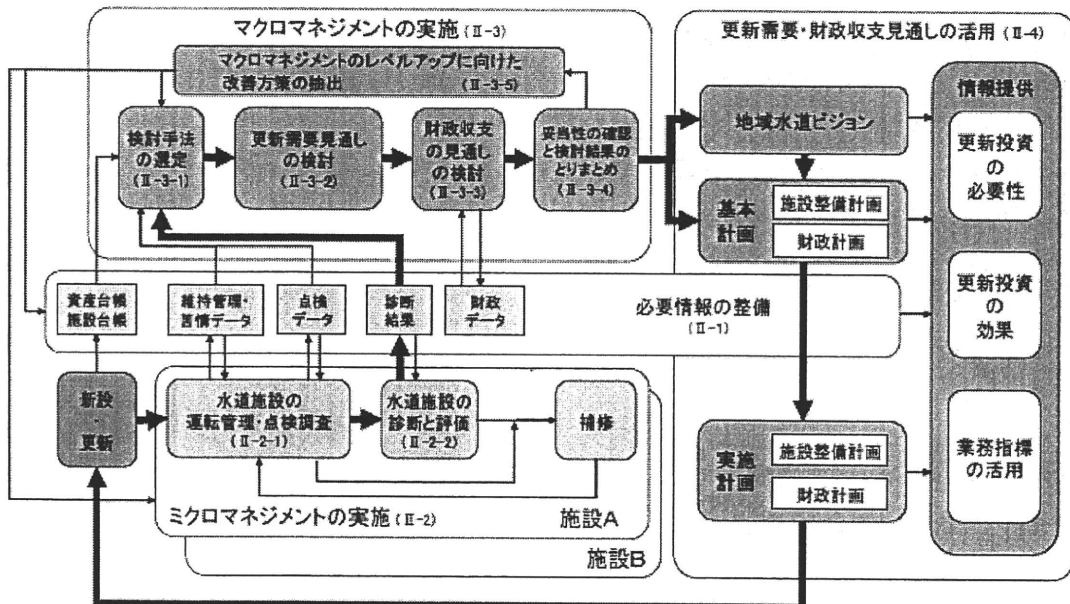 マクロマネジメントの実施(Ⅱ-3)
マクロマネジメントのレベルアップに向けた
改善方策の抽出 (Ⅱ-3-5)
検討手法
の選定
(Ⅱ-3-1)
更新需要見通し
の検討
(Ⅱ-3-2)
財政収支
の見通し
の検討
(Ⅱ-3-3)
妥当性の確認
と検討結果の
とりまとめ
(Ⅱ-3-4)
更新需要・財政収支見通しの活用(Ⅱ-4)
地域水道ビジョン
基本
計画
施設整備計画
財政計画
情報提供
更新投資
の
必要性
更新投資
の
効果
業務指標
の活用
資産台帳
施設台帳
維持管理・
苦情データ
点検
データ
診断
結果
財政
データ
必要情報の整備
(Ⅱ-1)
新設
・
更新
水道施設の
運転管理・点検調査
(Ⅱ-2-1)
水道施設の
診断と評価
(Ⅱ-2-2)
補修
ミクロマネジメントの実施(Ⅱ-2)
施設A
施設B
実施
計画
施設整備計画
財政計画